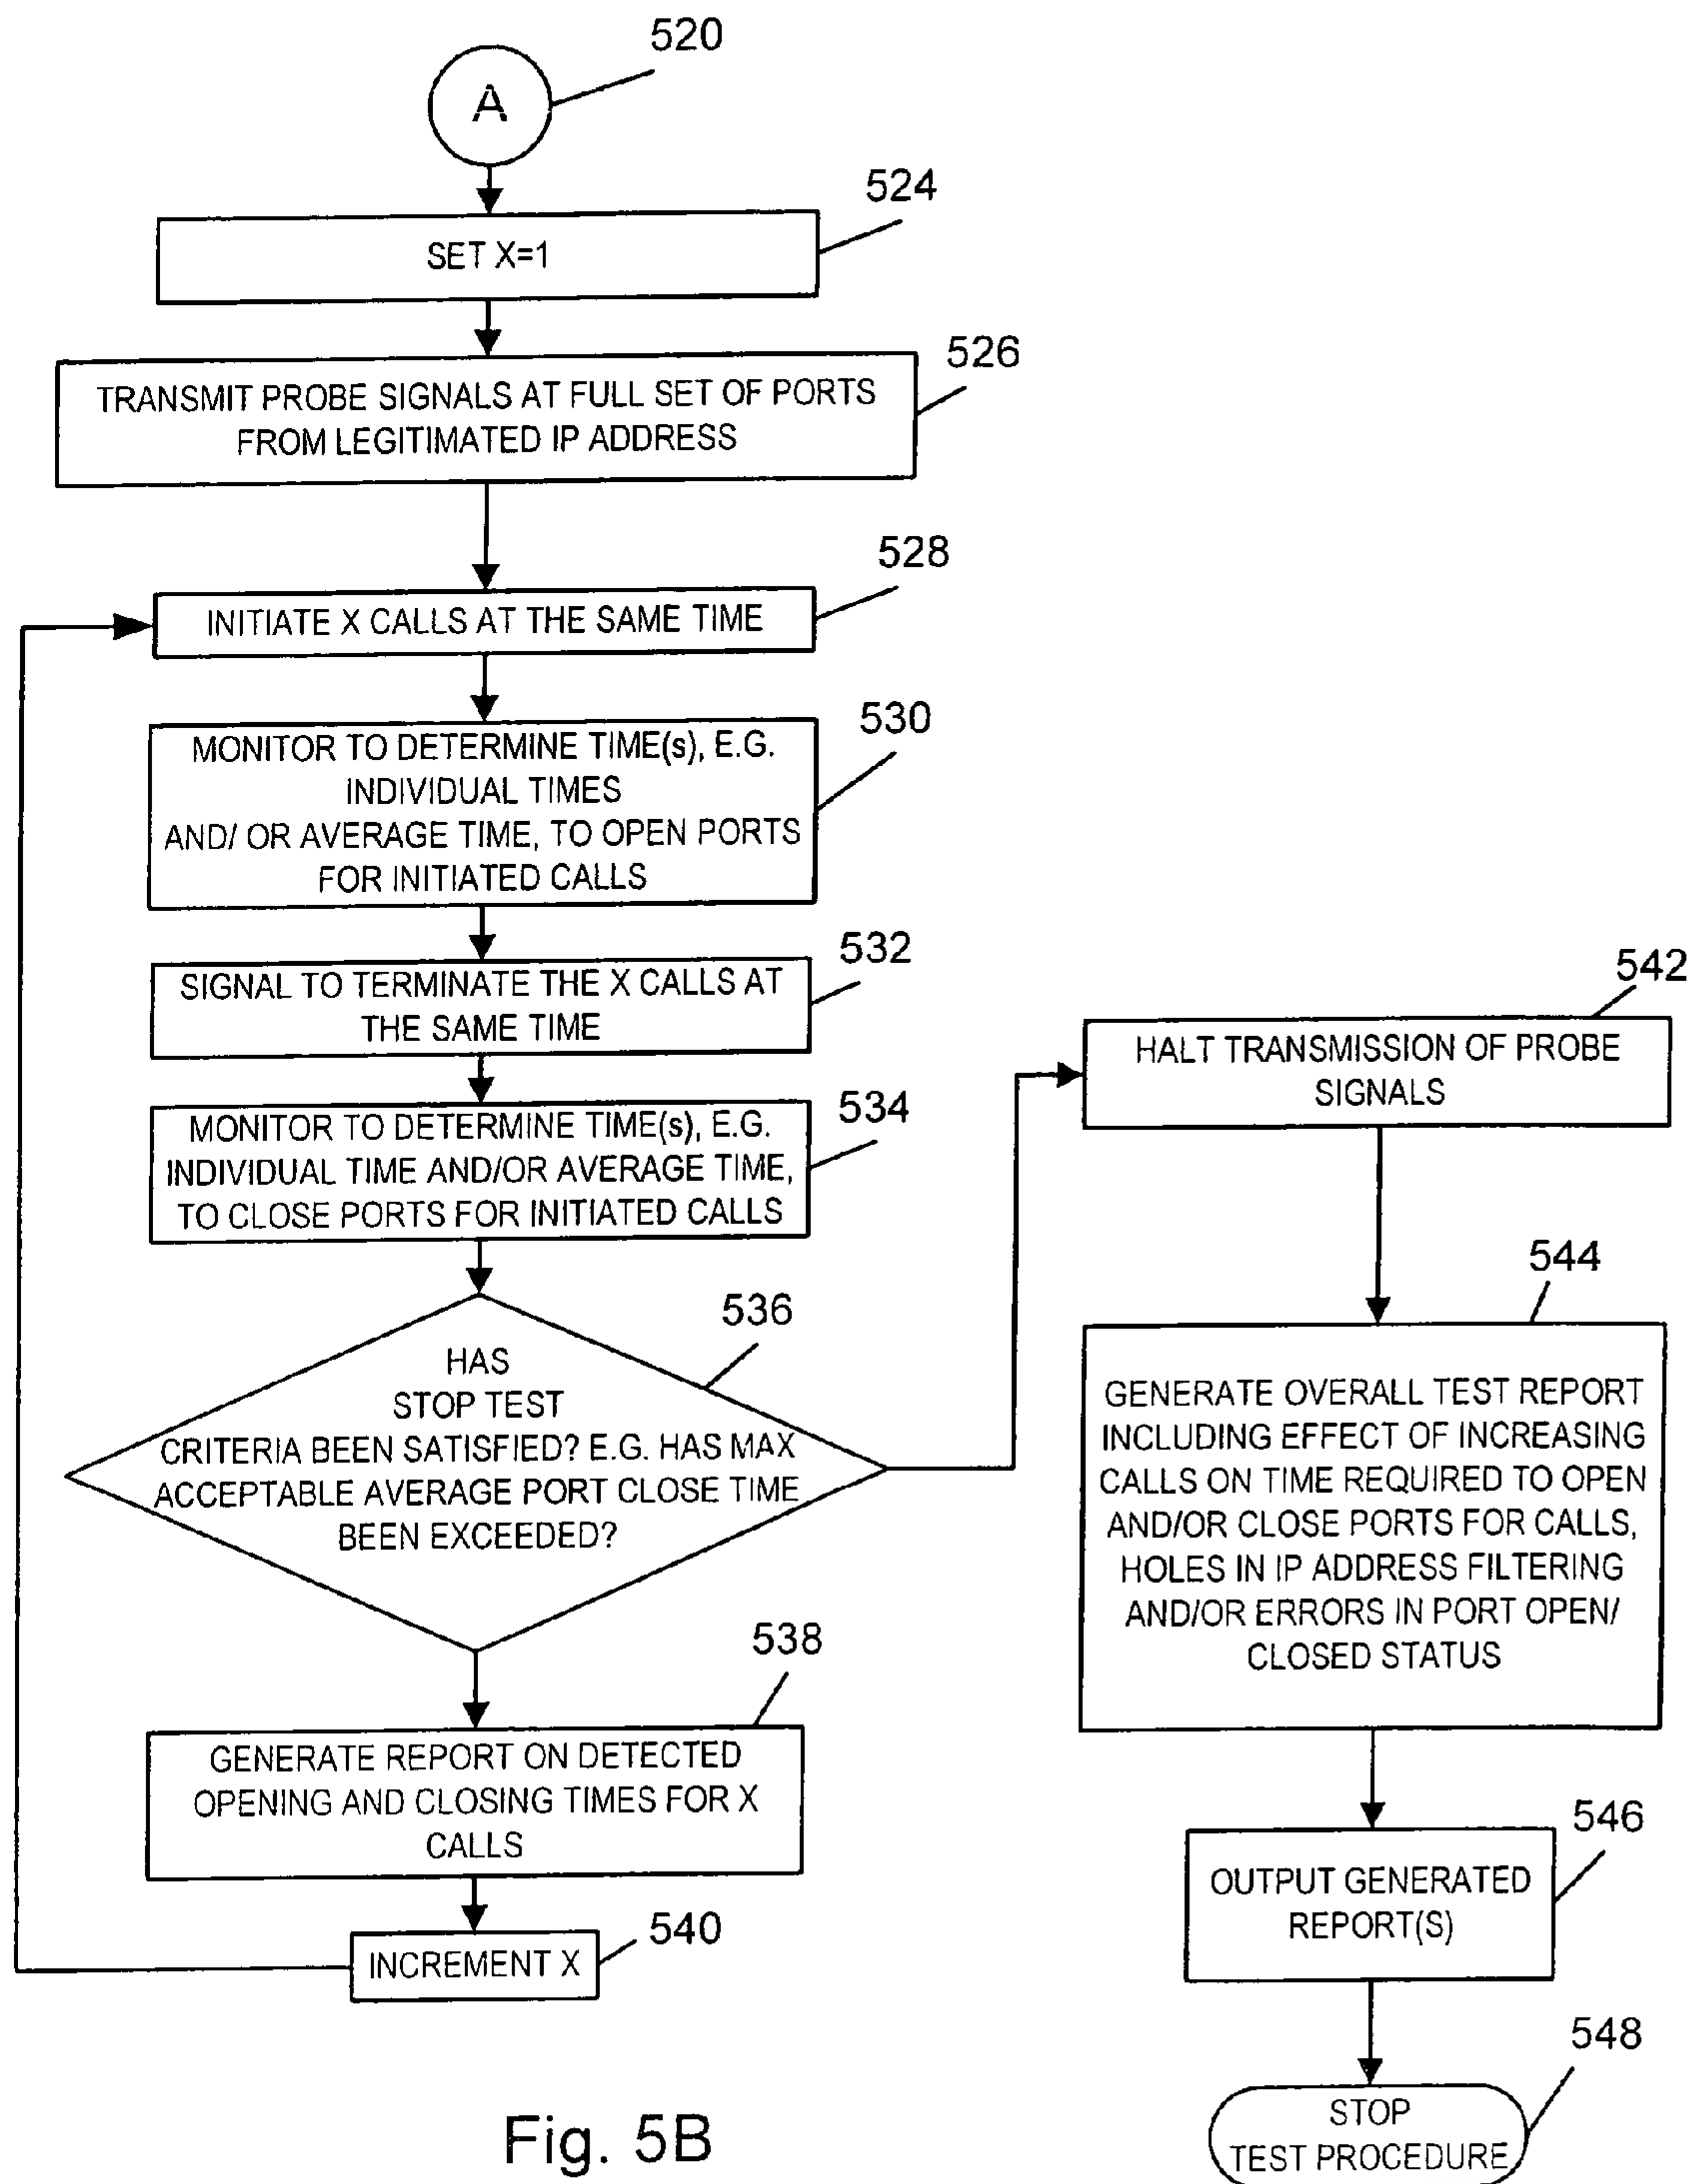 520
A
524
SET X=1
526
TRANSMIT PROBE SIGNALS AT FULL SET OF PORTS
FROM LEGITIMATED IP ADDRESS
528
INITIATE X CALLS AT THE SAME TIME
530
MONITOR TO DETERMINE TIME(s), E.G.
INDIVIDUAL TIMES
AND/ OR AVERAGE TIME, TO OPEN PORTS
FOR INITIATED CALLS
532
SIGNAL TO TERMINATE THE X CALLS AT
THE SAME TIME
534
MONITOR TO DETERMINE TIME(s), E.G.
INDIVIDUAL TIME AND/OR AVERAGE TIME,
TO CLOSE PORTS FOR INITIATED CALLS
536
HAS
STOP TEST
CRITERIA BEEN SATISFIED? E.G. HAS MAX
ACCEPTABLE AVERAGE PORT CLOSE TIME
BEEN EXCEEDED?
538
GENERATE REPORT ON DETECTED
OPENING AND CLOSING TIMES FOR X
CALLS
540
INCREMENT X
542
HALT TRANSMISSION OF PROBE
SIGNALS
544
GENERATE OVERALL TEST REPORT
INCLUDING EFFECT OF INCREASING
CALLS ON TIME REQUIRED TO OPEN
AND/OR CLOSE PORTS FOR CALLS,
HOLES IN IP ADDRESS FILTERING
AND/OR ERRORS IN PORT OPEN/
CLOSED STATUS
546
OUTPUT GENERATED
REPORT(S)
548
STOP
TEST PROCEDURE
Fig. 5B